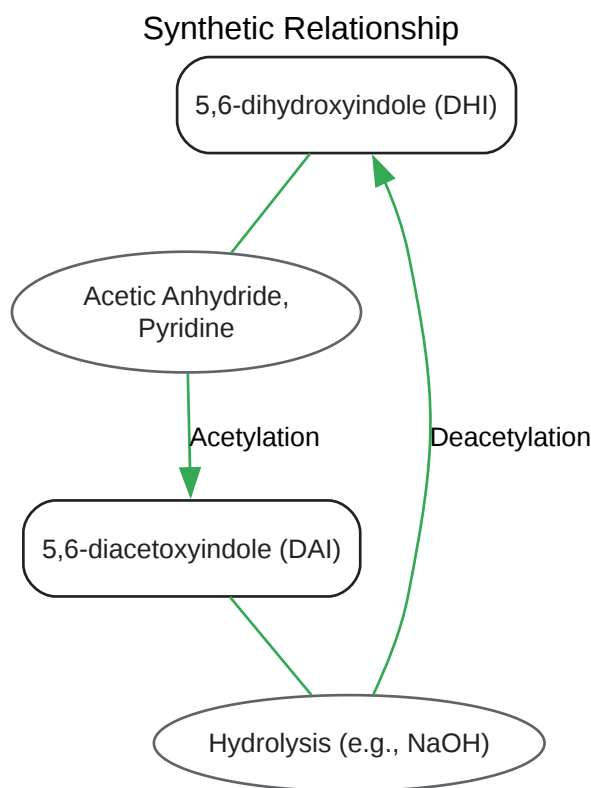 Synthetic Relationship
5,6-dihydroxyindole (DHI)
Acetic Anhydride,
Pyridine
Acetylation
Deacetylation
5,6-diacetoxyindole (DAI)
Hydrolysis (e.g., NaOH)